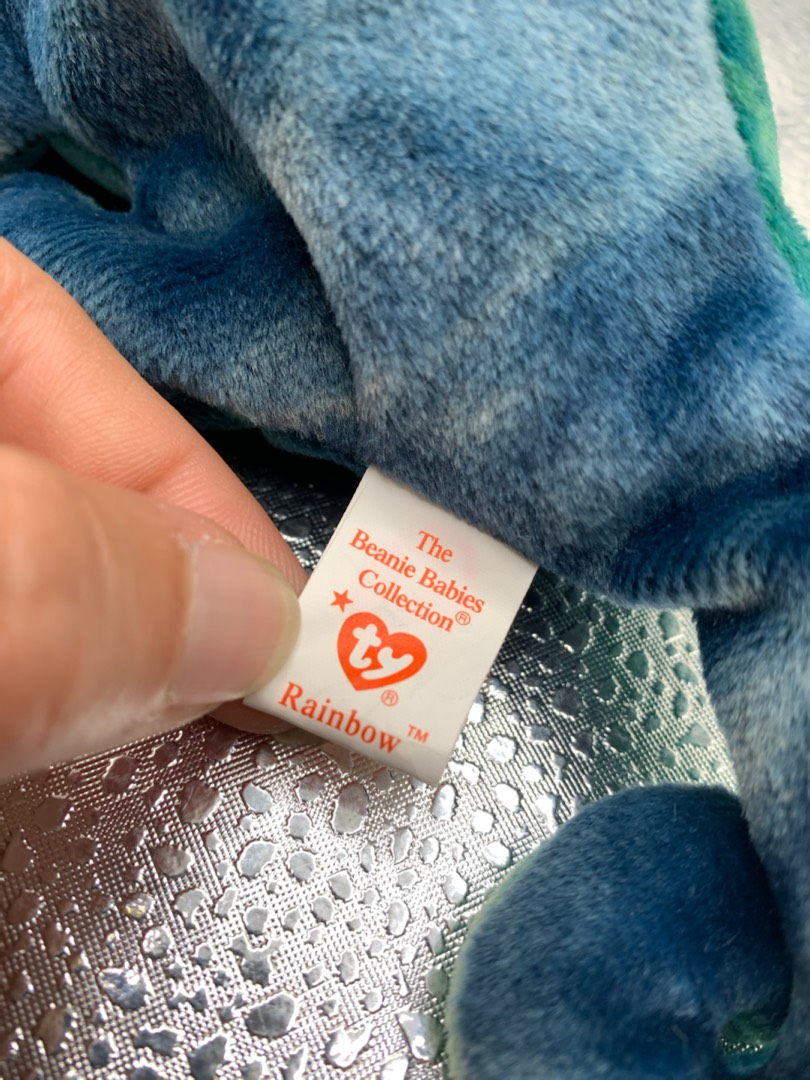 The
Beanie Babies
Collection®
ty®
Rainbow™